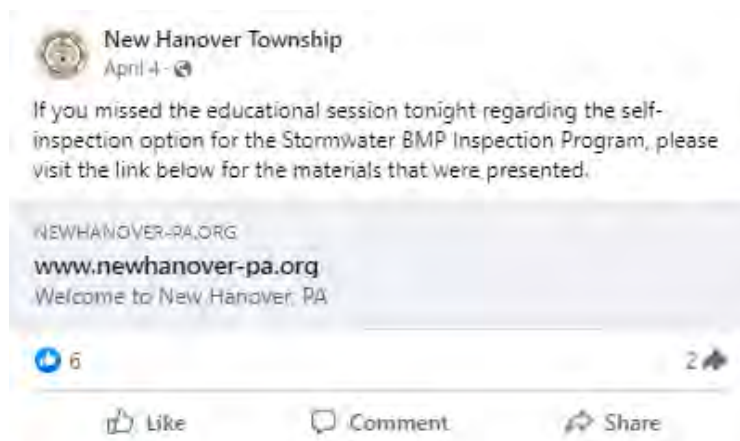 New Hanover Township
April 4 ·
If you missed the educational session tonight regarding the self-
inspection option for the Stormwater BMP Inspection Program, please
visit the link below for the materials that were presented.
NEWHANOVER-PA.ORG
www.newhanover-pa.org
Welcome to New Hanover, PA
6
2
Like
Comment
Share